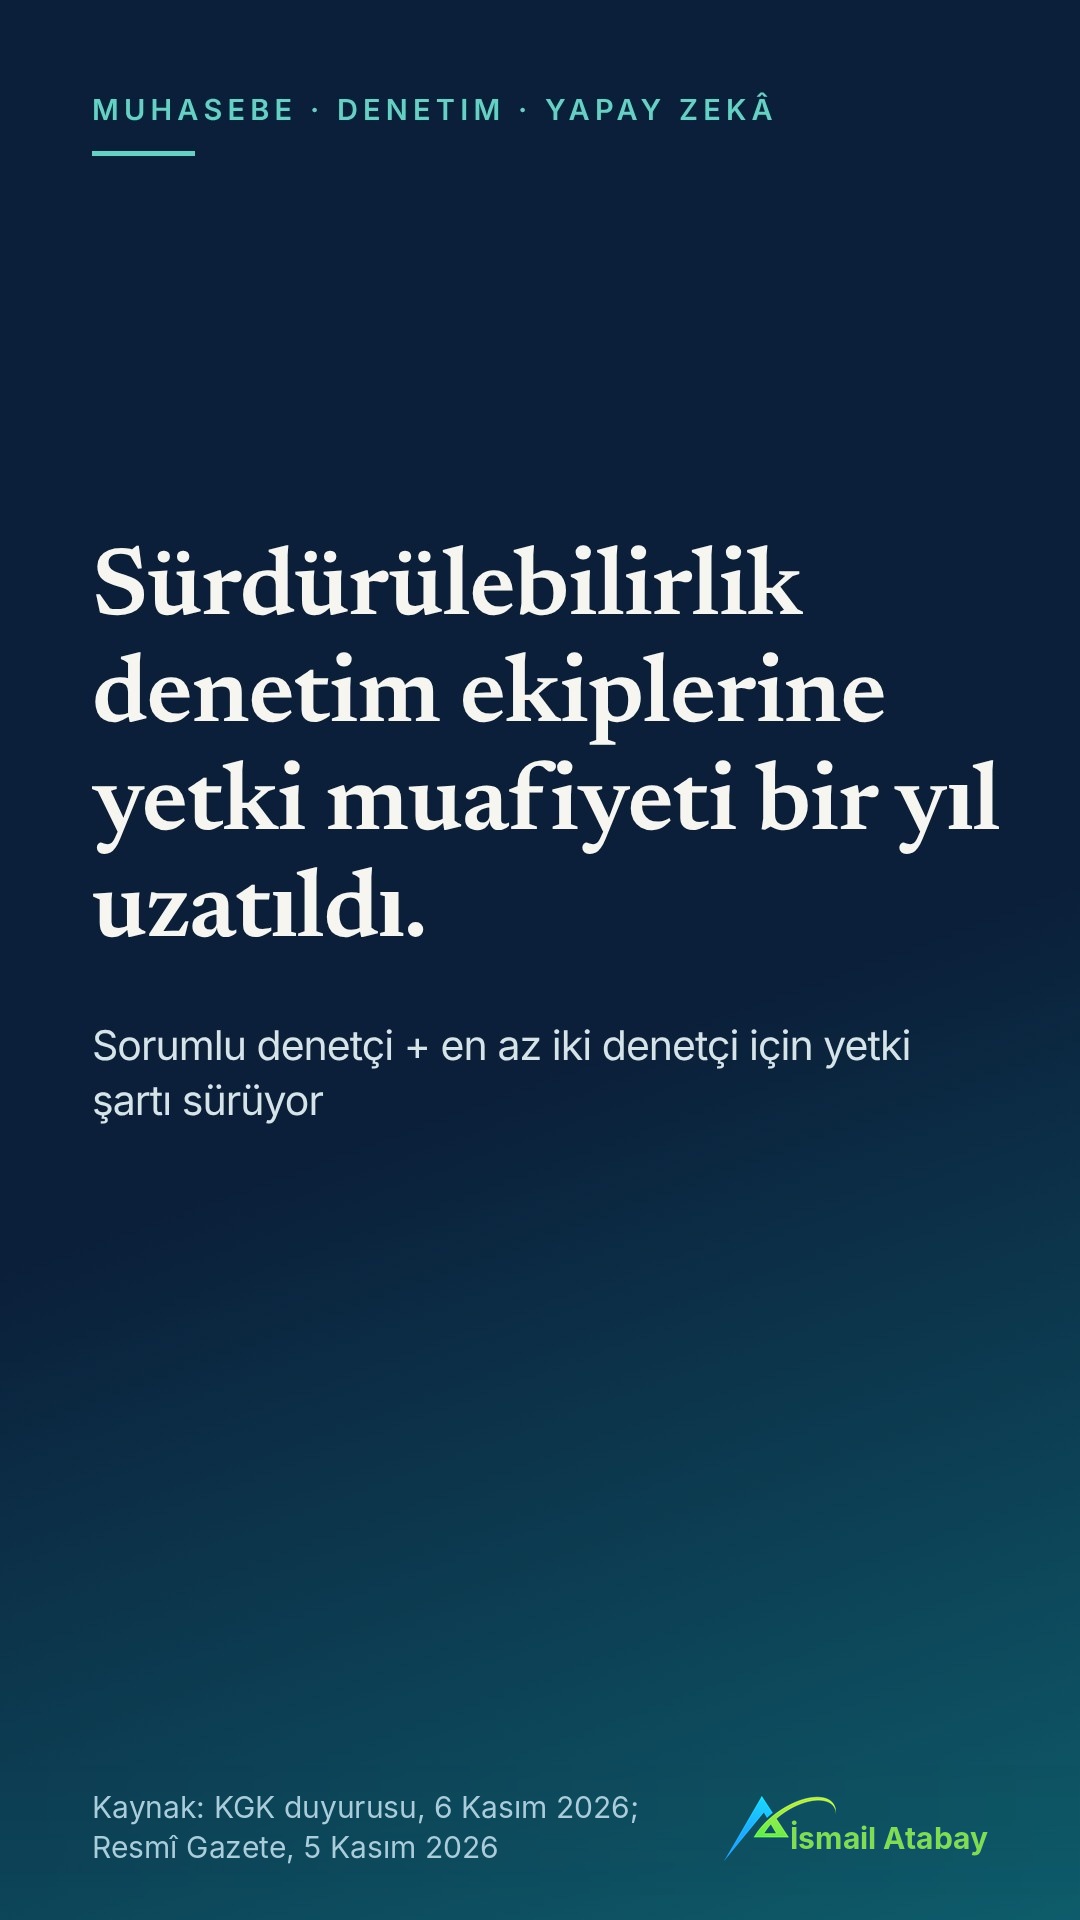 MUHASEBE · DENETIM · YAPAY ZEKÂ
Sürdürülebilirlik
denetim ekiplerine
yetki muafiyeti bir yıl
uzatıldı.
Sorumlu denetçi + en az iki denetçi için yetki
şartı sürüyor
Kaynak: KGK duyurusu, 6 Kasım 2026;
Resmî Gazete, 5 Kasım 2026
İsmail Atabay